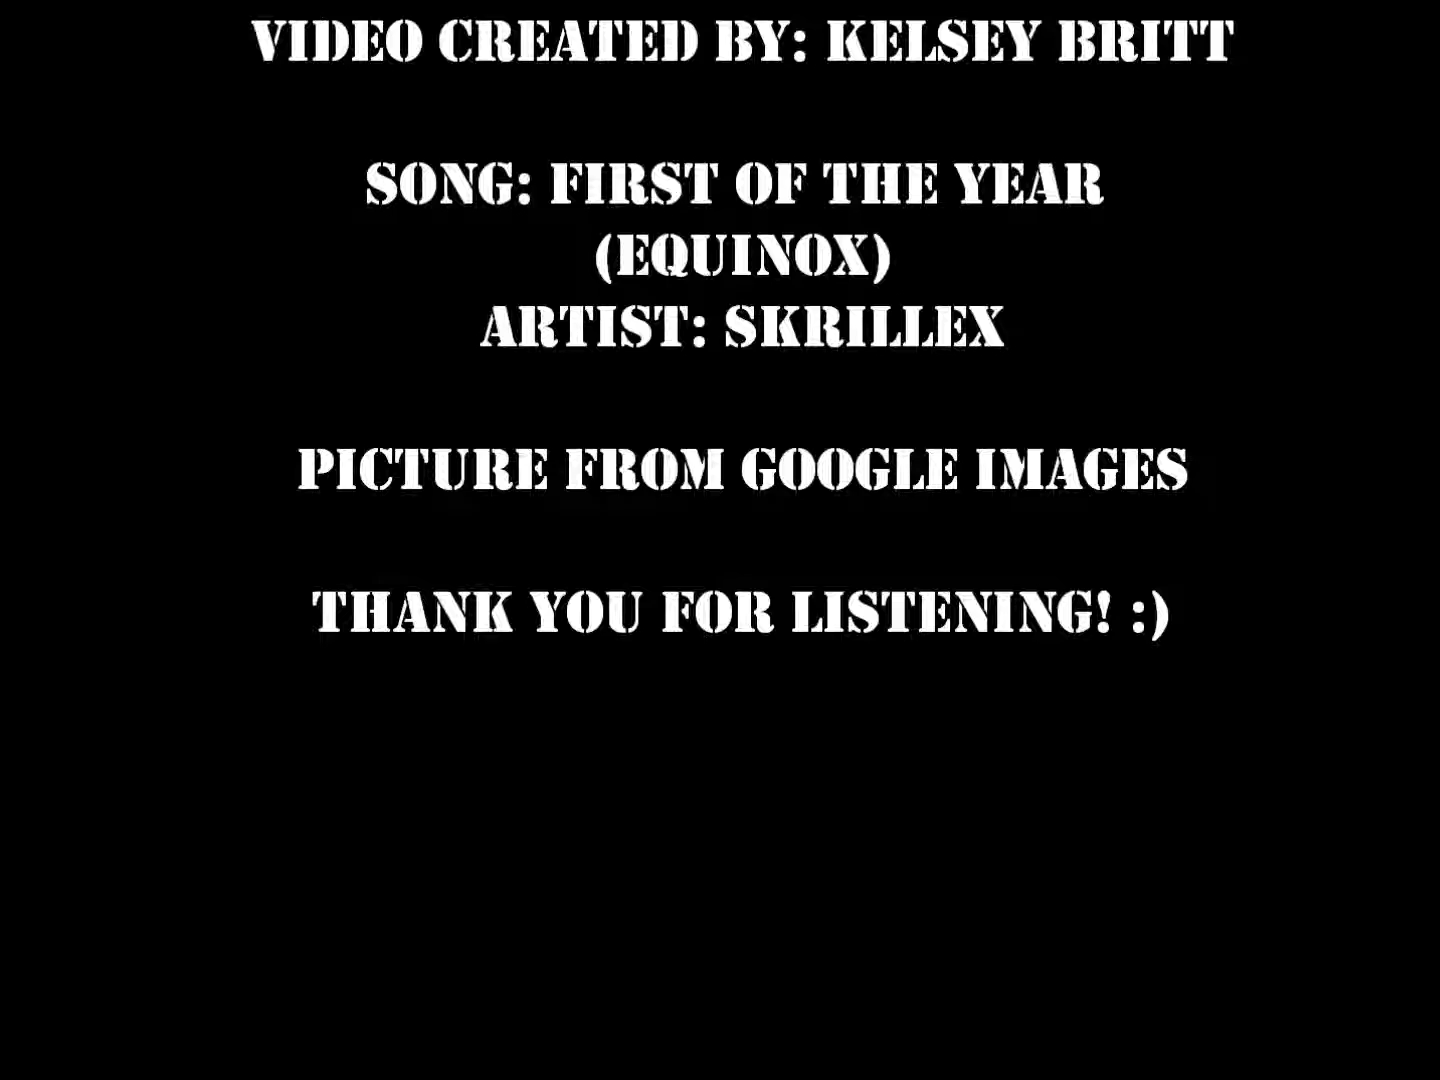 VIDEO CREATED BY: KELSEY BRITT
SONG: FIRST OF THE YEAR
(EQUINOX)
ARTIST: SKRILLEX
PICTURE FROM GOOGLE IMAGES
THANK YOU FOR LISTENING! :)